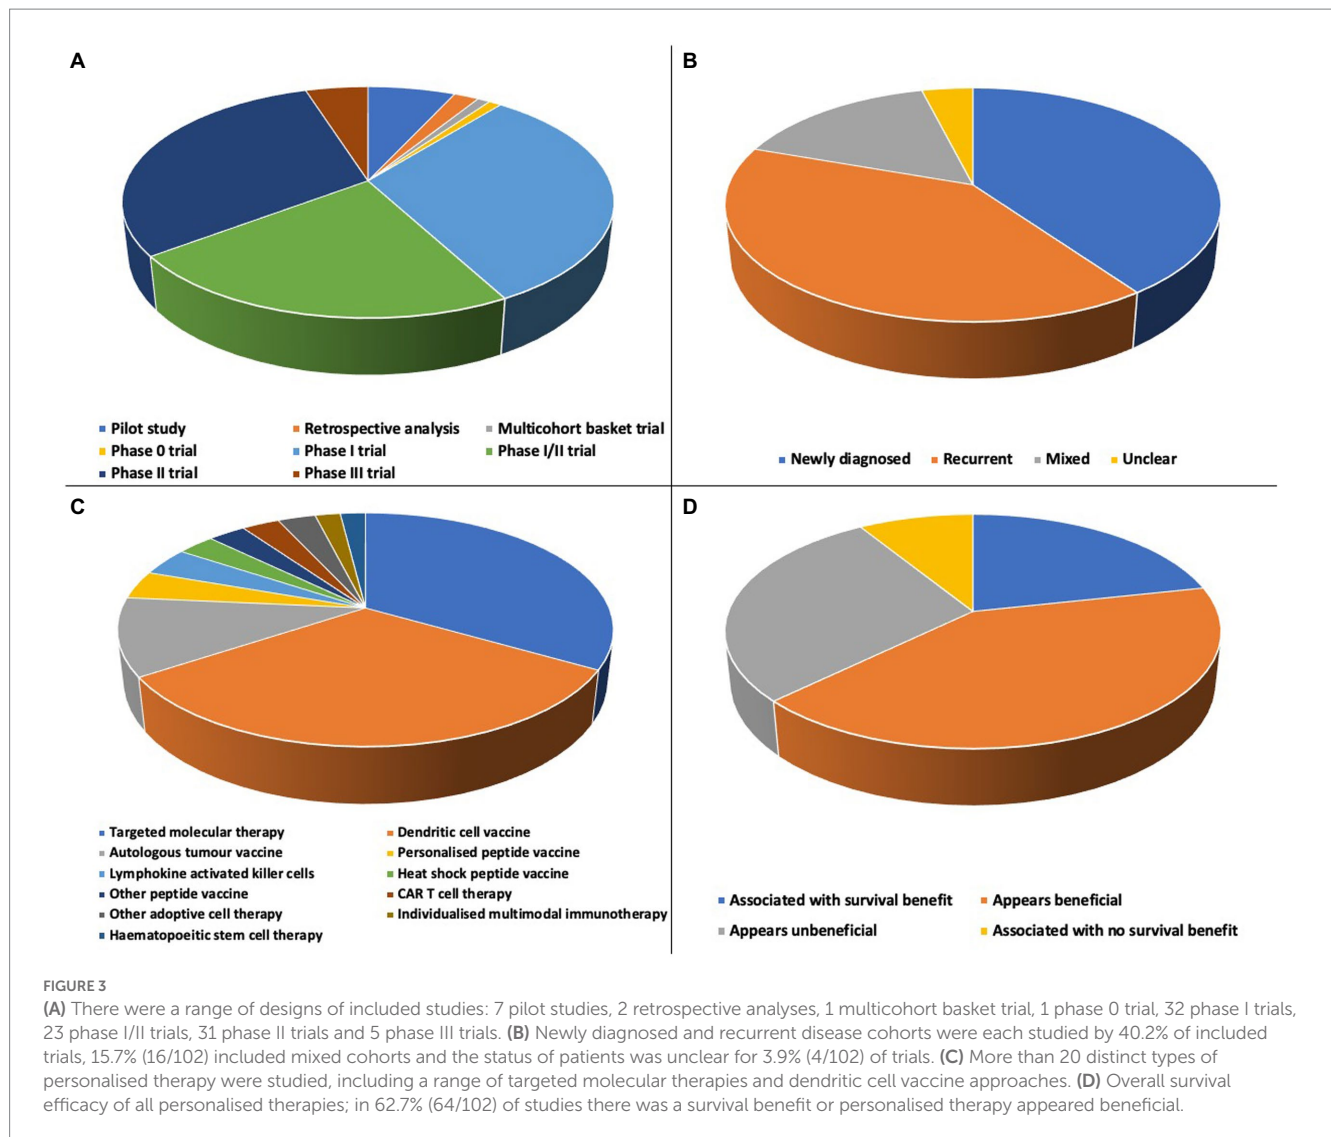 A
Pilot study
Retrospective analysis
Multicohort basket trial
Phase 0 trial
Phase I trial
Phase I/II trial
Phase II trial
Phase III trial
B
Newly diagnosed
Recurrent
Mixed
Unclear
C
Targeted molecular therapy
Dendritic cell vaccine
Autologous tumour vaccine
Personalised peptide vaccine
Lymphokine activated killer cells
Heat shock peptide vaccine
Other peptide vaccine
CAR T cell therapy
Other adoptive cell therapy
Individualised multimodal immunotherapy
Haematopoeitic stem cell therapy
D
Associated with survival benefit
Appears beneficial
Appears unbeneficial
Associated with no survival benefit
FIGURE 3
(A) There were a range of designs of included studies: 7 pilot studies, 2 retrospective analyses, 1 multicohort basket trial, 1 phase 0 trial, 32 phase I trials,
23 phase I/II trials, 31 phase II trials and 5 phase III trials. (B) Newly diagnosed and recurrent disease cohorts were each studied by 40.2% of included
trials, 15.7% (16/102) included mixed cohorts and the status of patients was unclear for 3.9% (4/102) of trials. (C) More than 20 distinct types of
personalised therapy were studied, including a range of targeted molecular therapies and dendritic cell vaccine approaches. (D) Overall survival
efficacy of all personalised therapies; in 62.7% (64/102) of studies there was a survival benefit or personalised therapy appeared beneficial.